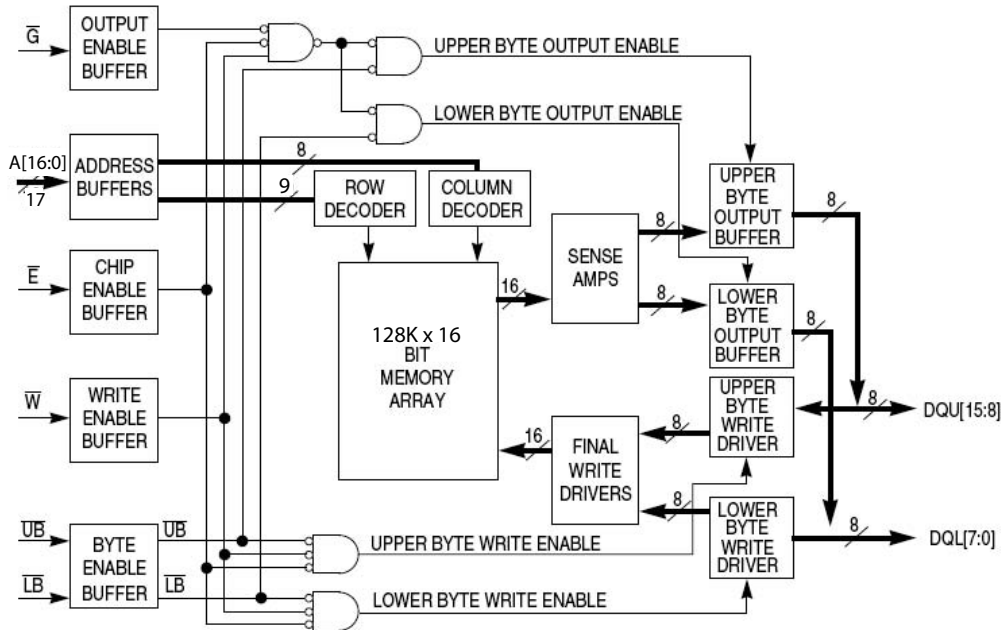 G
OUTPUT
ENABLE
BUFFER
UPPER BYTE OUTPUT ENABLE
LOWER BYTE OUTPUT ENABLE
A[16:0]
17
ADDRESS
BUFFERS
8
9
ROW
DECODER
COLUMN
DECODER
E
CHIP
ENABLE
BUFFER
128K x 16
BIT
MEMORY
ARRAY
16
SENSE
AMPS
8
8
UPPER
BYTE
OUTPUT
BUFFER
8
LOWER
BYTE
OUTPUT
BUFFER
8
W
WRITE
ENABLE
BUFFER
16
FINAL
WRITE
DRIVERS
8
8
UPPER
BYTE
WRITE
DRIVER
8
DQU[15:8]
LOWER
BYTE
WRITE
DRIVER
8
DQL[7:0]
UB
LB
BYTE
ENABLE
BUFFER
UB
LB
UPPER BYTE WRITE ENABLE
LOWER BYTE WRITE ENABLE